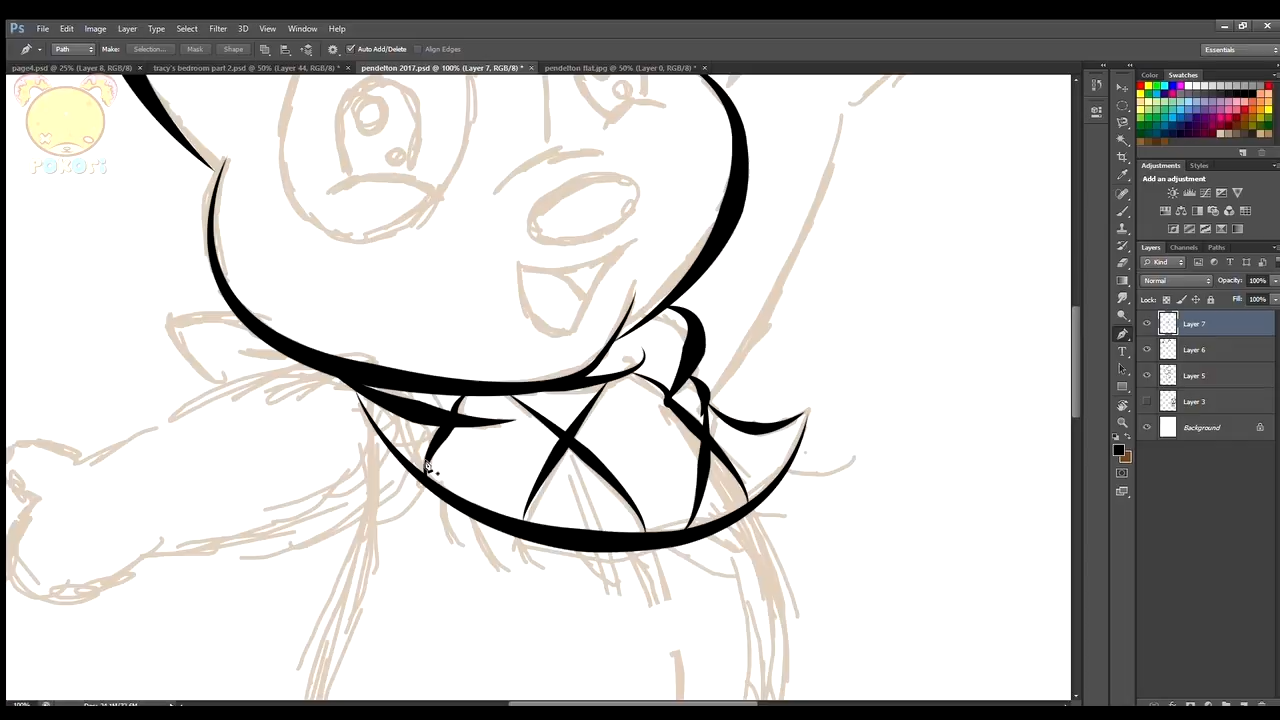 Ps File Edit Image Layer Type Select Filter 3D View Window Help
Path Make: Selection... Mask Shape Auto Add/Delete Align Edges Essentials
page4.psd @ 25% (Layer 8, RGB/8) × tracy's bedroom part 2.psd @ 50% (Layer 44, RGB/8) * × pendelton 2017.psd @ 100% (Layer 7, RGB/8) * × pendelton flat.jpg @ 50% (Layer 0, RGB/8) * ×
Color Swatches
Adjustments Styles
Add an adjustment
Layers Channels Paths
Kind
Normal Opacity: 100%
Lock: Fill: 100%
Layer 7
Layer 6
Layer 5
Layer 3
Background